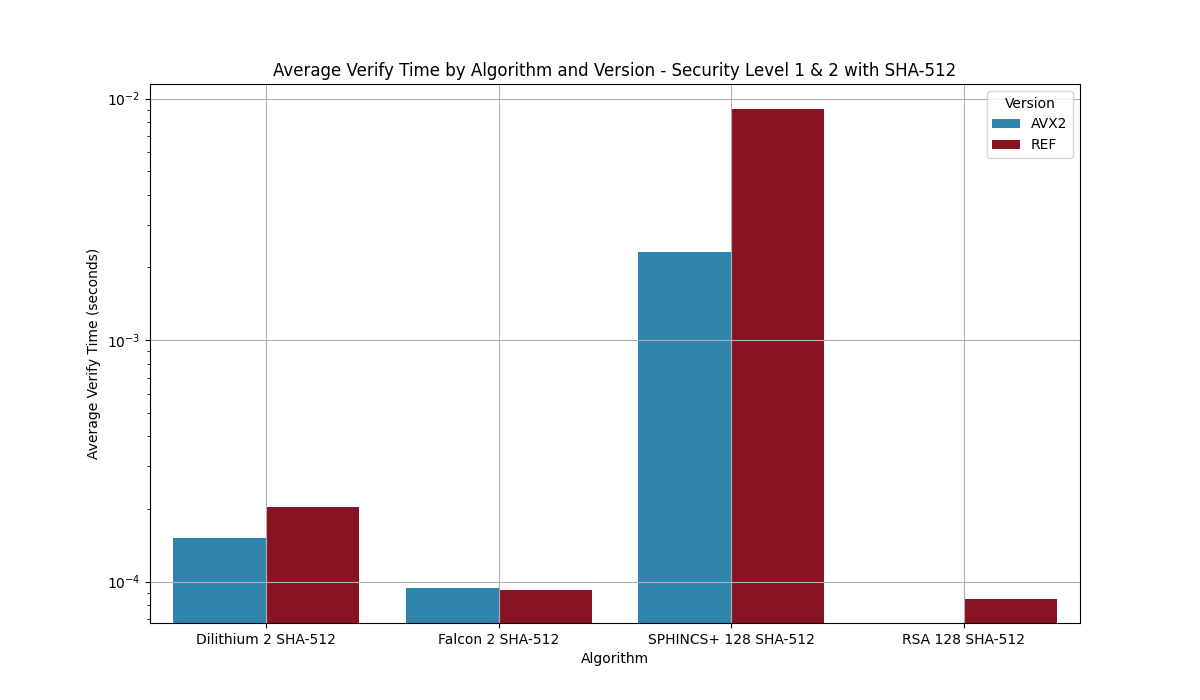 Average Verify Time by Algorithm and Version - Security Level 1 & 2 with SHA-512
Version
AVX2
REF
Average Verify Time (seconds)
10⁻²
10⁻³
10⁻⁴
Dilithium 2 SHA-512
Falcon 2 SHA-512
SPHINCS+ 128 SHA-512
RSA 128 SHA-512
Algorithm